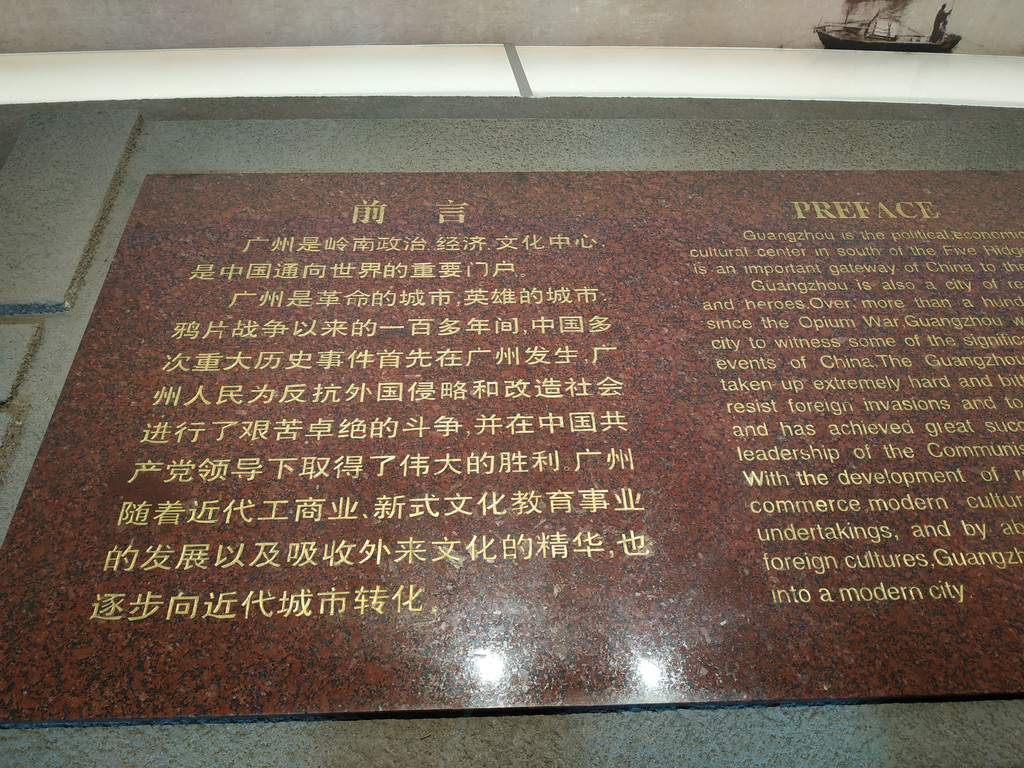 前言
广州是岭南政治、经济、文化中心，
是中国通向世界的重要门户。
广州是革命的城市，英雄的城市。
鸦片战争以来的一百多年间，中国多
次重大历史事件首先在广州发生，广
州人民为反抗外国侵略和改造社会
进行了艰苦卓绝的斗争，并在中国共
产党领导下取得了伟大的胜利。广州
随着近代工商业、新式文化教育事业
的发展以及吸收外来文化的精华，也
逐步向近代城市转化。
PREFACE
Guangzhou is the political,economic
cultural center in south of the Five
is an important gateway of China to the
Guangzhou is also a city of
and heroes.Over more than a
since the Opium War,Guangzhou
city to witness some of the
events of China.The Guangzhou
taken up extremely hard and
resist foreign invasions and to
and has achieved great
leadership of the
With the development of
commerce,modern
undertakings, and by
foreign cultures,
into a modern city.